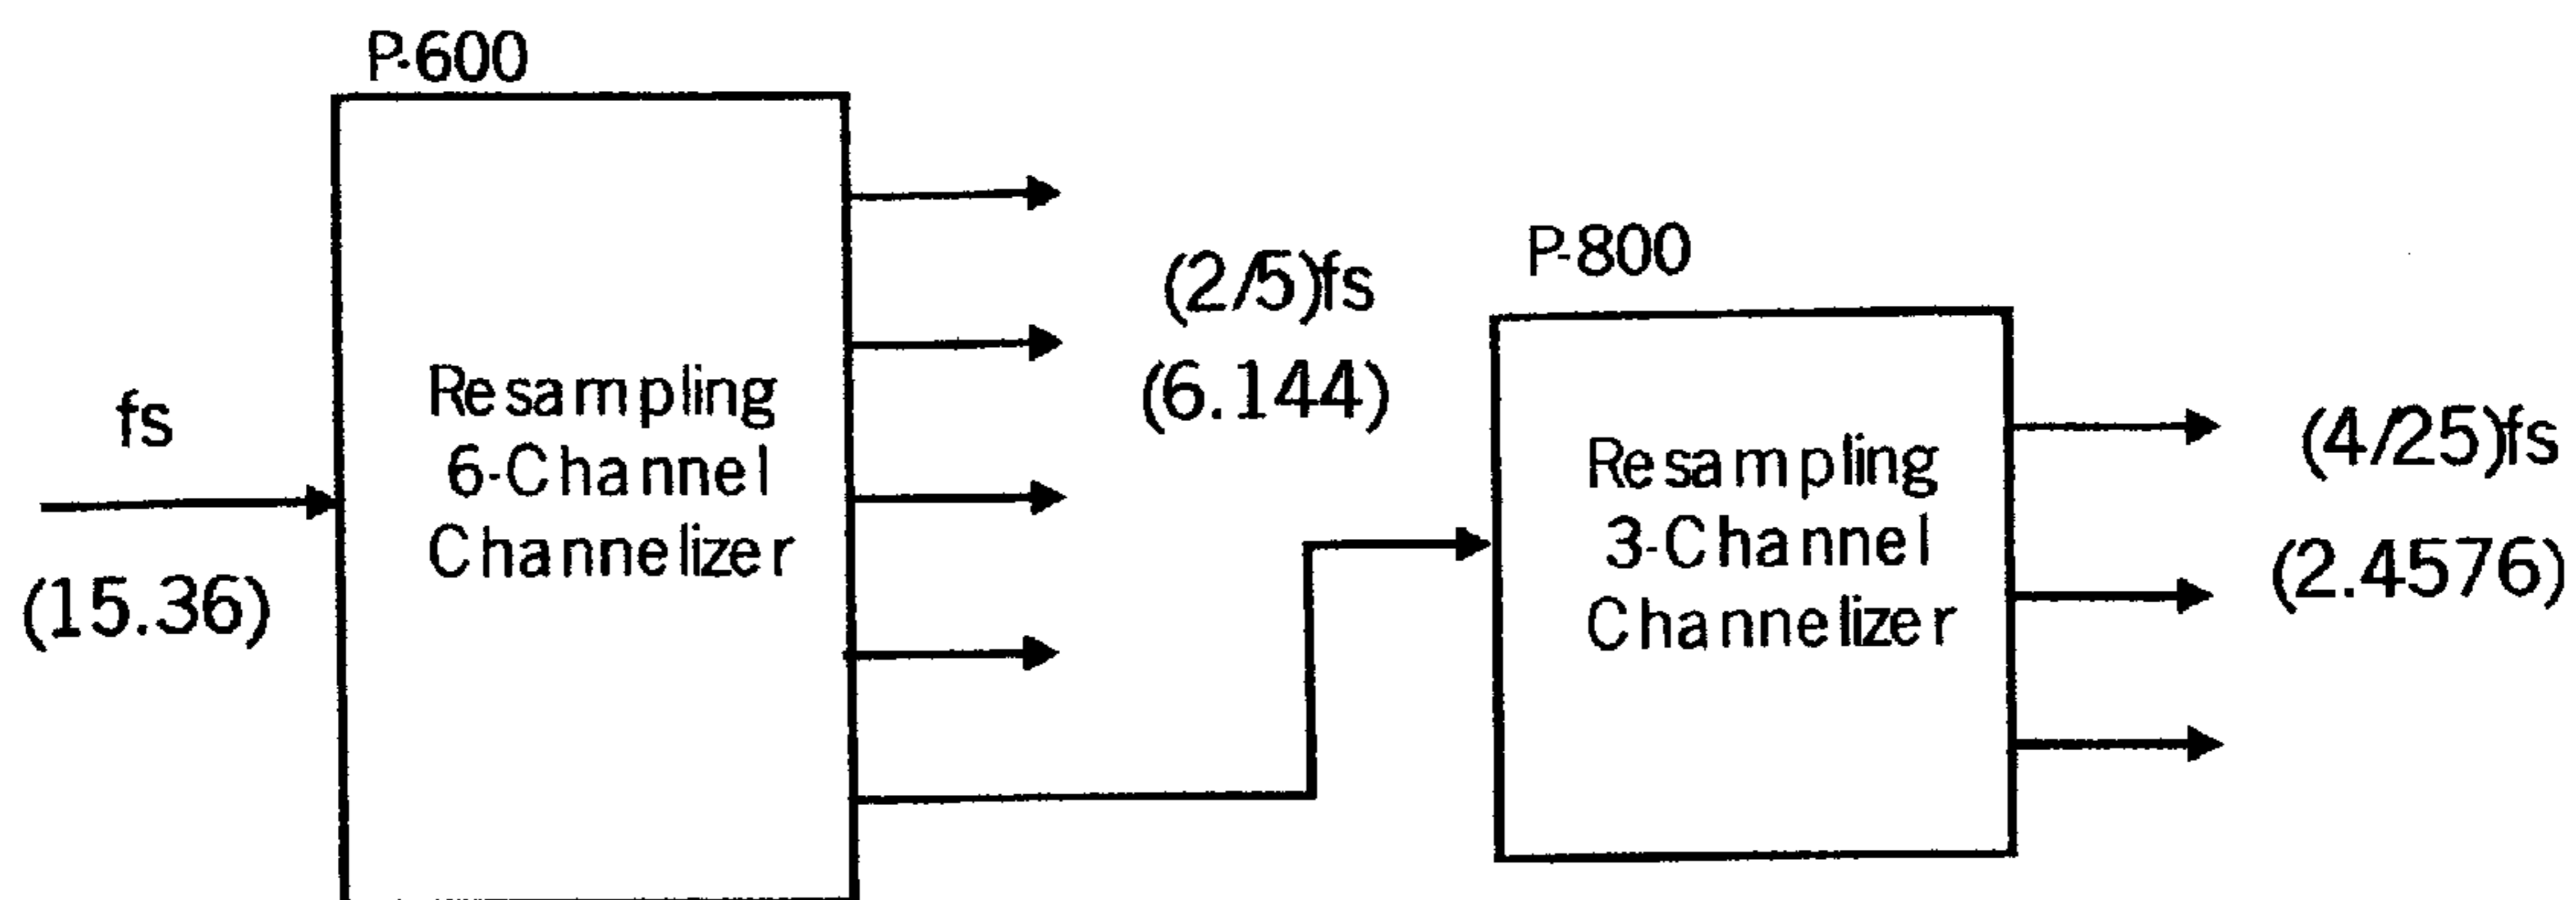 P-600
fs
(15.36)
Resampling
6-Channel
Channelizer
(2/5)fs
(6.144)
P-800
Resampling
3-Channel
Channelizer
(4/25)fs
(2.4576)